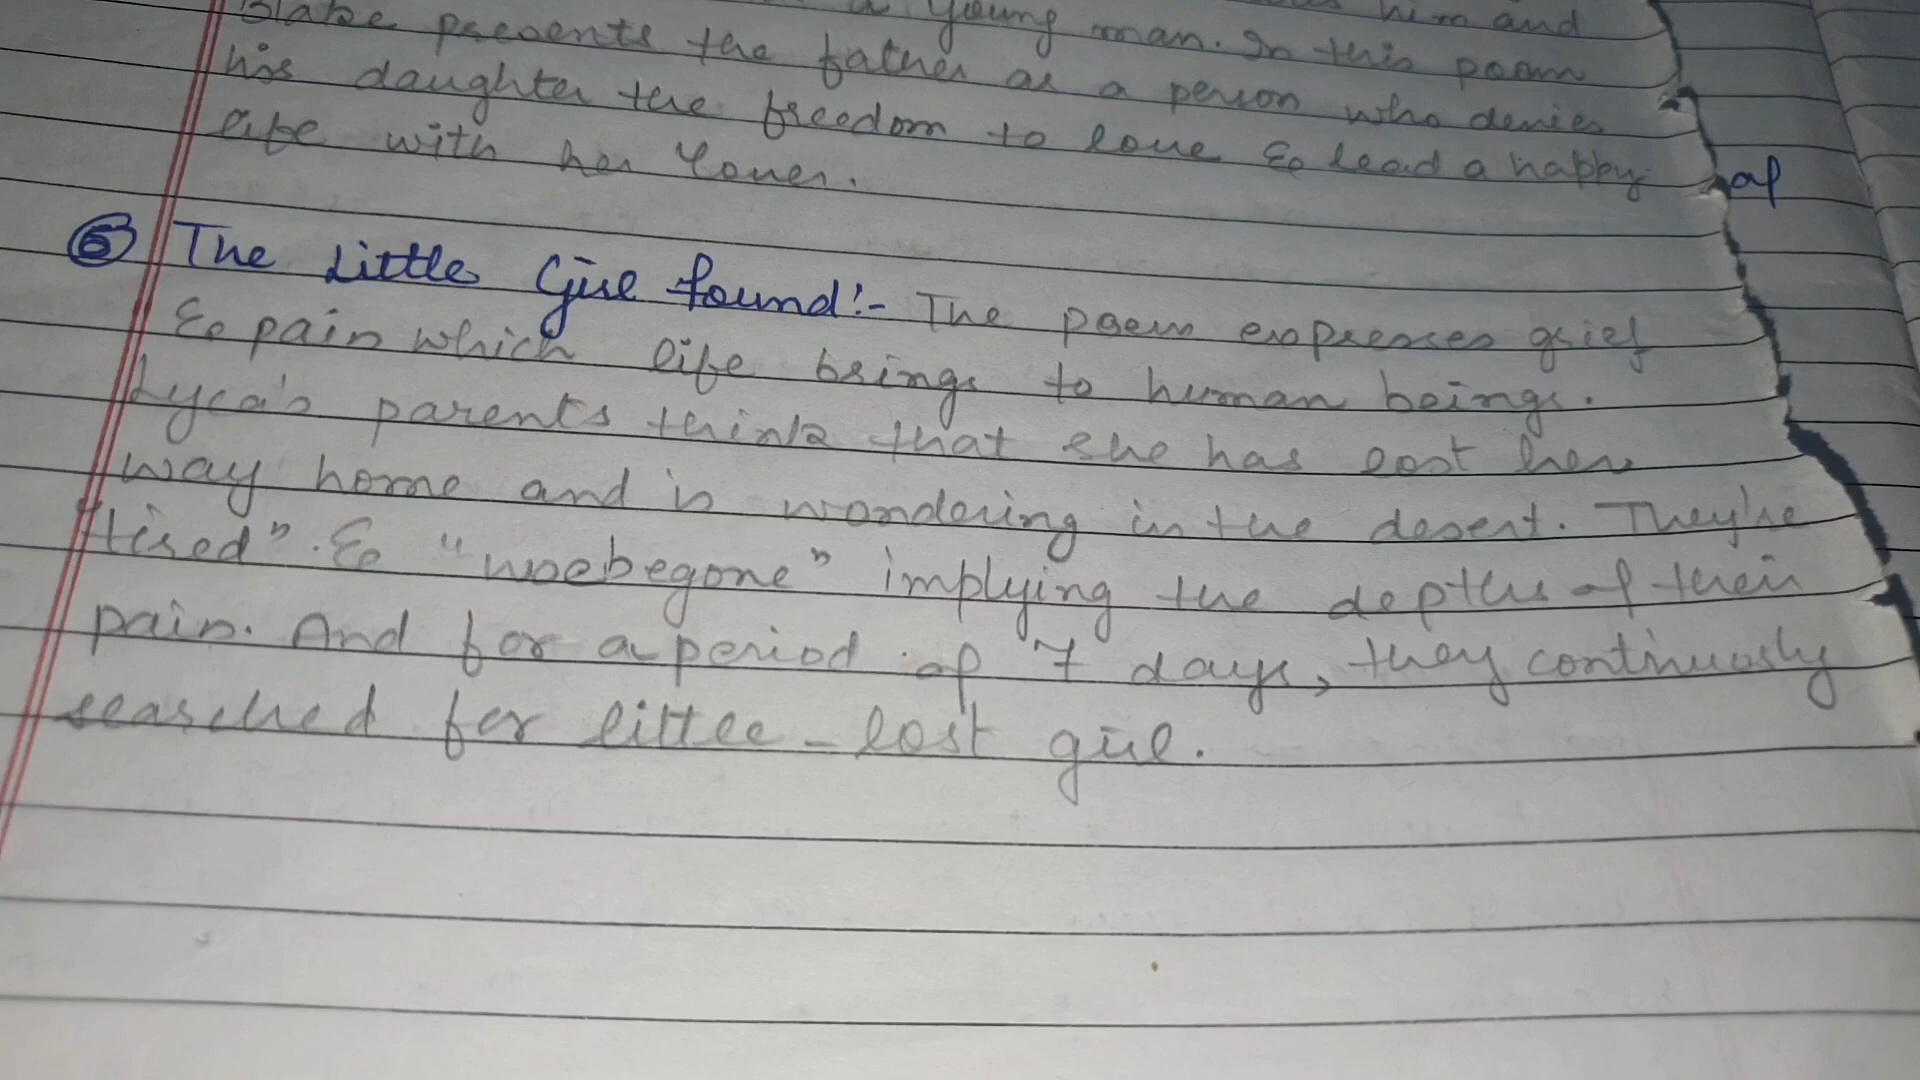 a young man. In this poem him and
Blake presents the father as a person who denies
his daughter the freedom to love & lead a happy
life with her lover.
of
⑥ The Little Girl found:- The poem expresses grief
& pain which life brings to human beings.
Lyca's parents think that she has lost her
way home and is wondering in the desert. They're
"tired" & "woebegone" implying the depths of their
pain. And for a period of 7 days, they continuously
searched for little-lost girl.